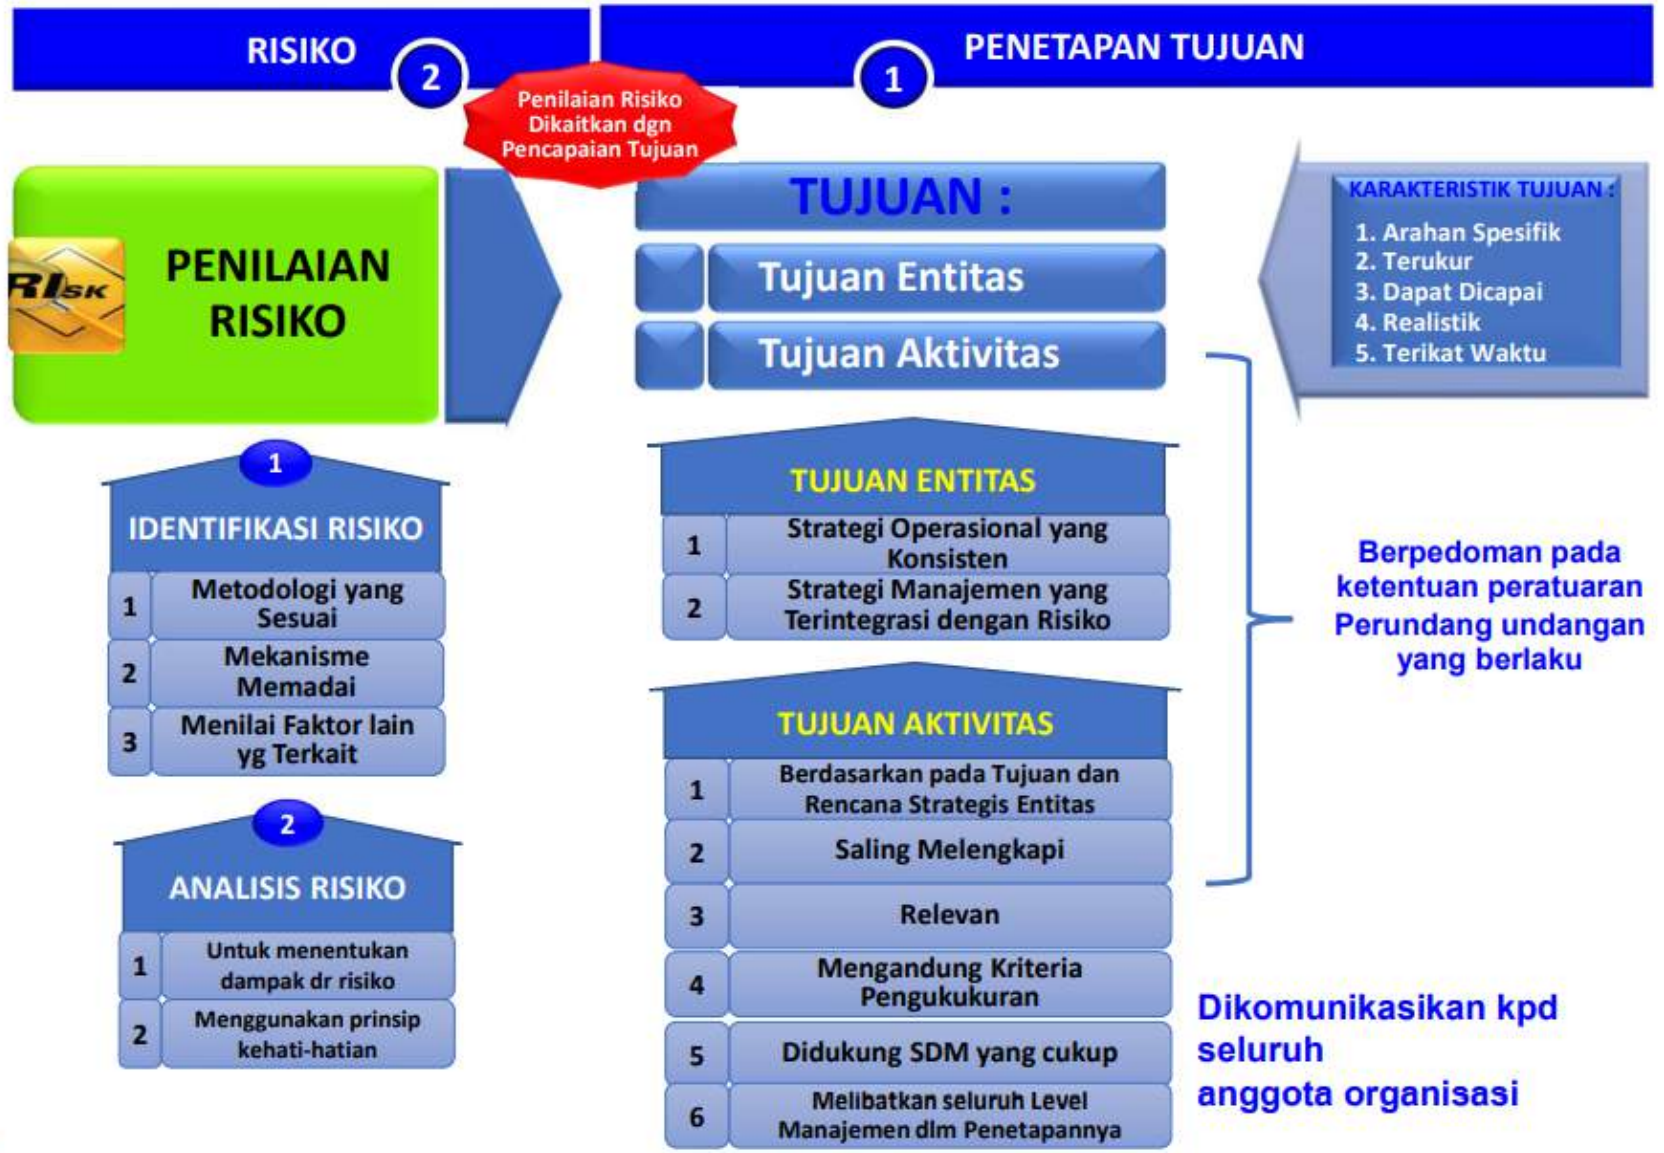 RISIKO
2
PENETAPAN TUJUAN
1
Penilaian Risiko
Dikaitkan dgn
Pencapaian Tujuan
RISK
PENILAIAN
RISIKO
TUJUAN :
Tujuan Entitas
Tujuan Aktivitas
KARAKTERISTIK TUJUAN :
1. Arahan Spesifik
2. Terukur
3. Dapat Dicapai
4. Realistik
5. Terikat Waktu
1
IDENTIFIKASI RISIKO
1
Metodologi yang
Sesuai
2
Mekanisme
Memadai
3
Menilai Faktor lain
yg Terkait
2
ANALISIS RISIKO
1
Untuk menentukan
dampak dr risiko
2
Menggunakan prinsip
kehati-hatian
TUJUAN ENTITAS
1
Strategi Operasional yang
Konsisten
2
Strategi Manajemen yang
Terintegrasi dengan Risiko
TUJUAN AKTIVITAS
1
Berdasarkan pada Tujuan dan
Rencana Strategis Entitas
2
Saling Melengkapi
3
Relevan
4
Mengandung Kriteria
Pengukukuran
5
Didukung SDM yang cukup
6
Melibatkan seluruh Level
Manajemen dlm Penetapannya
Berpedoman pada
ketentuan peratuaran
Perundang undangan
yang berlaku
Dikomunikasikan kpd
seluruh
anggota organisasi